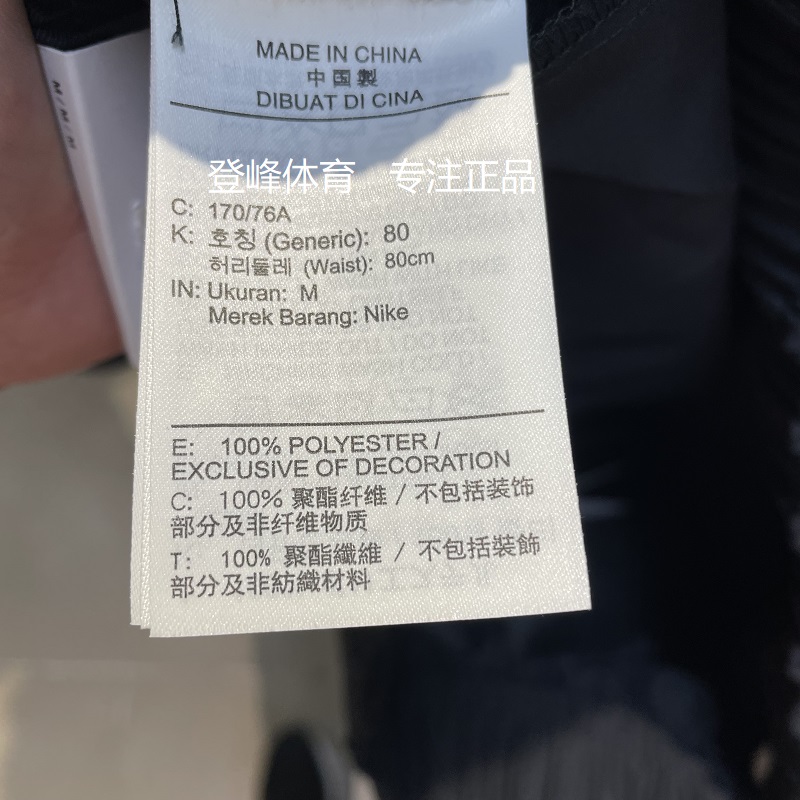 M / M / M
MADE IN CHINA
中国製
DIBUAT DI CINA
登峰体育 专注正品
C: 170/76A
K: 호칭 (Generic): 80
허리둘레 (Waist): 80cm
IN: Ukuran: M
Merek Barang: Nike
E: 100% POLYESTER /
EXCLUSIVE OF DECORATION
C: 100% 聚酯纤维 / 不包括装饰
部分及非纤维物质
T: 100% 聚酯纖維 / 不包括裝飾
部分及非紡織材料